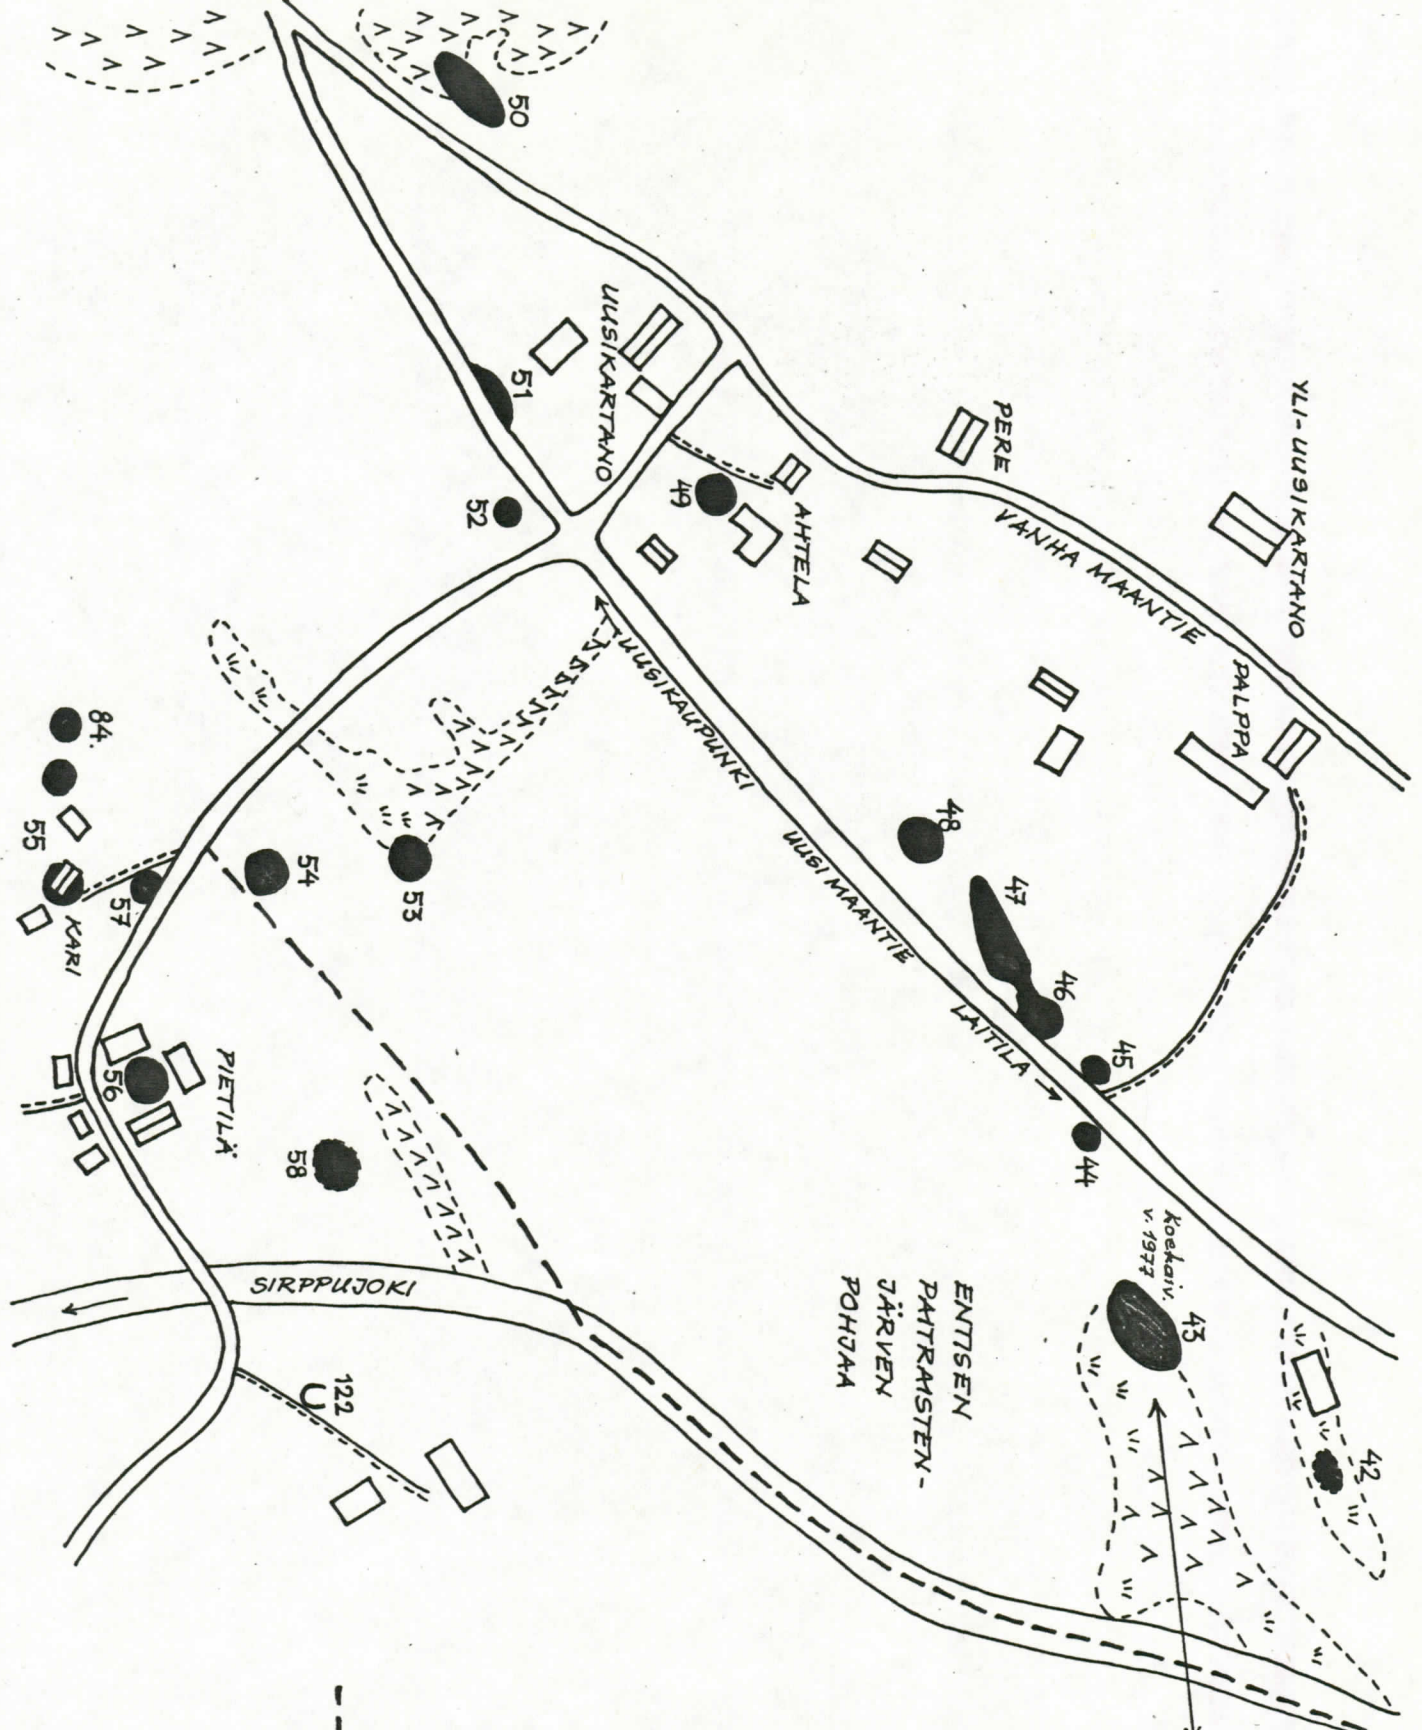 YLI-UUSIKARTANO
PALPPA
PERE
VANHA MAANTIE
AHTELA
UUSIKARTANO
50
51
52
49
48
47
46
45
44
UUSIKAUPUNKI
UUSI MAANTIE
LAITILA
42
43
Koekaiv.
v. 1977
ENTISEN
PÄÄTRAISTEN-
JÄRVEN
POHJAA
53
54
84.
55
57
KARI
PIETILÄ
56
58
SIRPPUJOKI
122